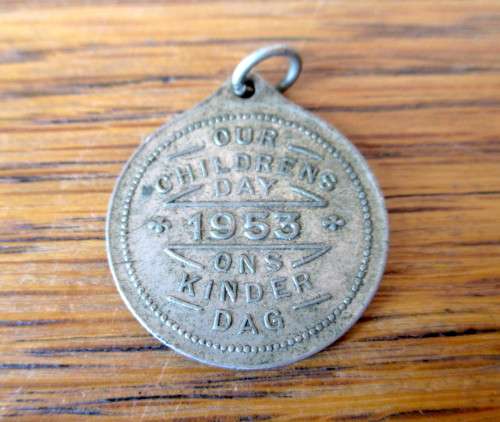 OUR
CHILDRENS
DAY
1953
ONS
KINDER
DAG